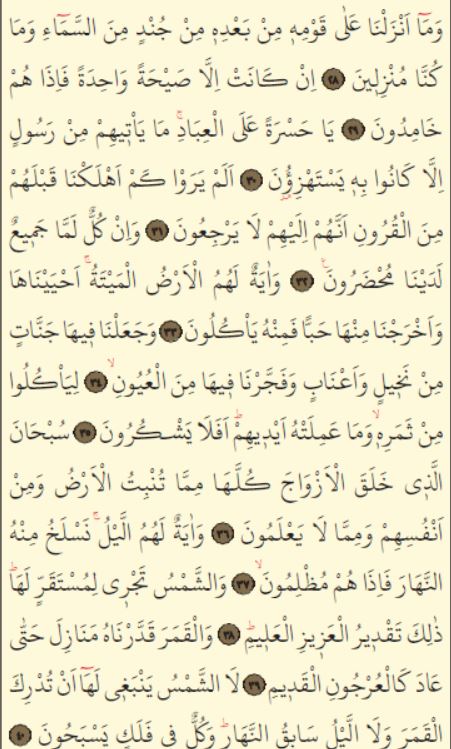 وَمَٓا اَنْزَلْنَا عَلٰى قَوْمِه۪ مِنْ بَعْدِه۪ مِنْ جُنْدٍ مِنَ السَّمَٓاءِ وَمَا
كُنَّا مُنْزِل۪ينَ ﴿٢٨﴾ اِنْ كَانَتْ اِلَّا صَيْحَةً وَاحِدَةً فَاِذَا هُمْ
خَامِدُونَ ﴿٢٩﴾ يَا حَسْرَةً عَلَى الْعِبَادِۚ مَا يَأْت۪يهِمْ مِنْ رَسُولٍ
اِلَّا كَانُوا بِه۪ يَسْتَهْزِؤُ۫نَ ﴿٣٠﴾ اَلَمْ يَرَوْا كَمْ اَهْلَكْنَا قَبْلَهُمْ
مِنَ الْقُرُونِ اَنَّهُمْ اِلَيْهِمْ لَا يَرْجِعُونَ ﴿٣١﴾ وَاِنْ كُلٌّ لَمَّا جَم۪يعٌ
لَدَيْنَا مُحْضَرُونَ۟ ﴿٣٢﴾ وَاٰيَةٌ لَهُمُ الْاَرْضُ الْمَيْتَةُۚ اَحْيَيْنَاهَا
وَاَخْرَجْنَا مِنْهَا حَبًّا فَمِنْهُ يَأْكُلُونَ ﴿٣٣﴾ وَجَعَلْنَا ف۪يهَا جَنَّاتٍ
مِنْ نَخ۪يلٍ وَاَعْنَابٍ وَفَجَّرْنَا ف۪يهَا مِنَ الْعُيُونِۙ ﴿٣٤﴾ لِيَأْكُلُوا
مِنْ ثَمَرِه۪ۙ وَمَا عَمِلَتْهُ اَيْد۪يهِمْۜ اَفَلَا يَشْكُرُونَ ﴿٣٥﴾ سُبْحَانَ
الَّذ۪ى خَلَقَ الْاَزْوَاجَ كُلَّهَا مِمَّا تُنْبِتُ الْاَرْضُ وَمِنْ
اَنْفُسِهِمْ وَمِمَّا لَا يَعْلَمُونَ ﴿٣٦﴾ وَاٰيَةٌ لَهُمُ الَّيْلُۚ نَسْلَخُ مِنْهُ
النَّهَارَ فَاِذَا هُمْ مُظْلِمُونَۙ ﴿٣٧﴾ وَالشَّمْسُ تَجْر۪ى لِمُسْتَقَرٍّ لَهَاۜ
ذٰلِكَ تَقْد۪يرُ الْعَز۪يزِ الْعَل۪يمِۜ ﴿٣٨﴾ وَالْقَمَرَ قَدَّرْنَاهُ مَنَازِلَ حَتّٰى
عَادَ كَالْعُرْجُونِ الْقَد۪يمِ ﴿٣٩﴾ لَا الشَّمْسُ يَنْبَغ۪ى لَهَٓا اَنْ تُدْرِكَ
الْقَمَرَ وَلَا الَّيْلُ سَابِقُ النَّهَارِۜ وَكُلٌّ ف۪ى فَلَكٍ يَسْبَحُونَ ﴿٤٠﴾